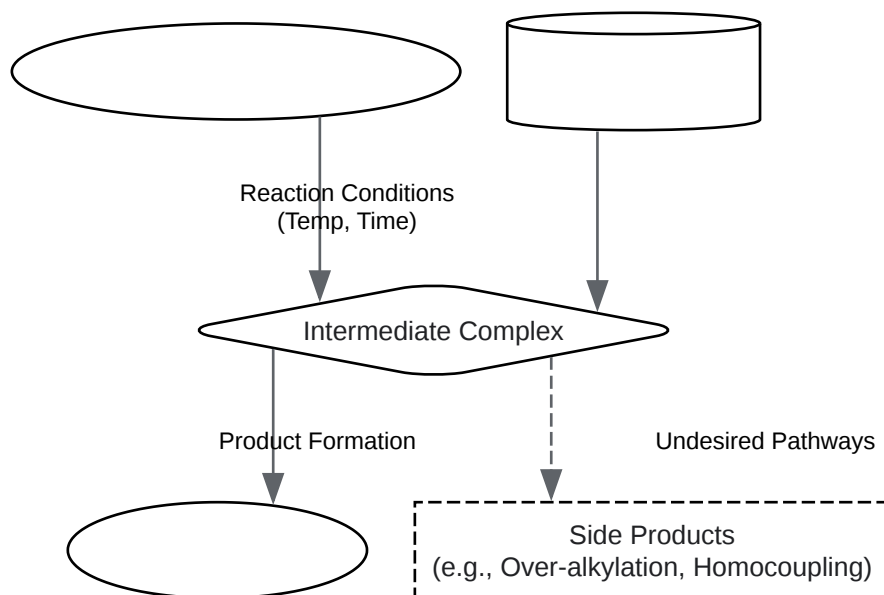 Reaction Conditions
(Temp, Time)
Intermediate Complex
Product Formation
Undesired Pathways
Side Products
(e.g., Over-alkylation, Homocoupling)